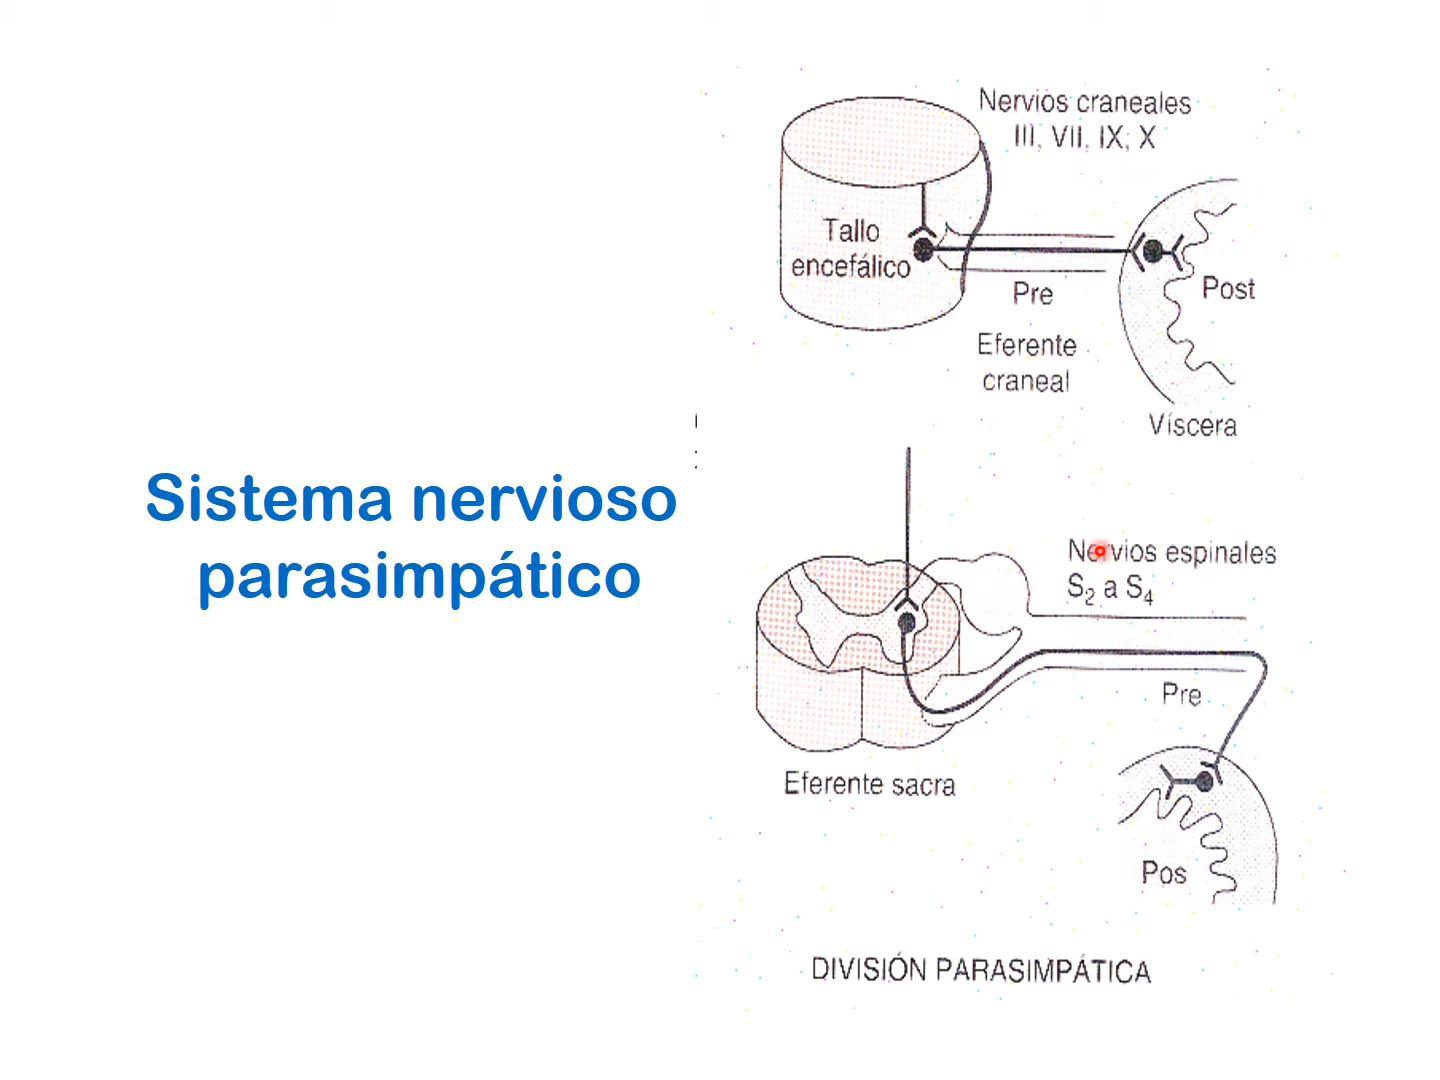 Sistema nervioso
parasimpático
Nervios craneales
III, VII, IX, X
Tallo
encefálico
Pre
Post
Eferente
craneal
Víscera
Nervios espinales
S₂ a S₄
Pre
Eferente sacra
Pos
DIVISIÓN PARASIMPÁTICA